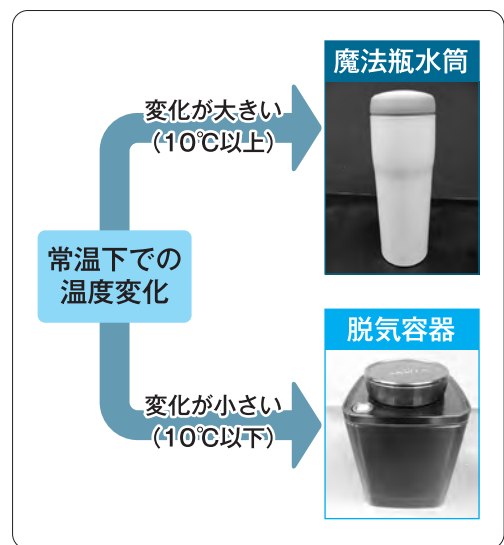 魔法瓶水筒
変化が大きい
（10℃以上）
常温下での
温度変化
脱気容器
変化が小さい
（10℃以下）